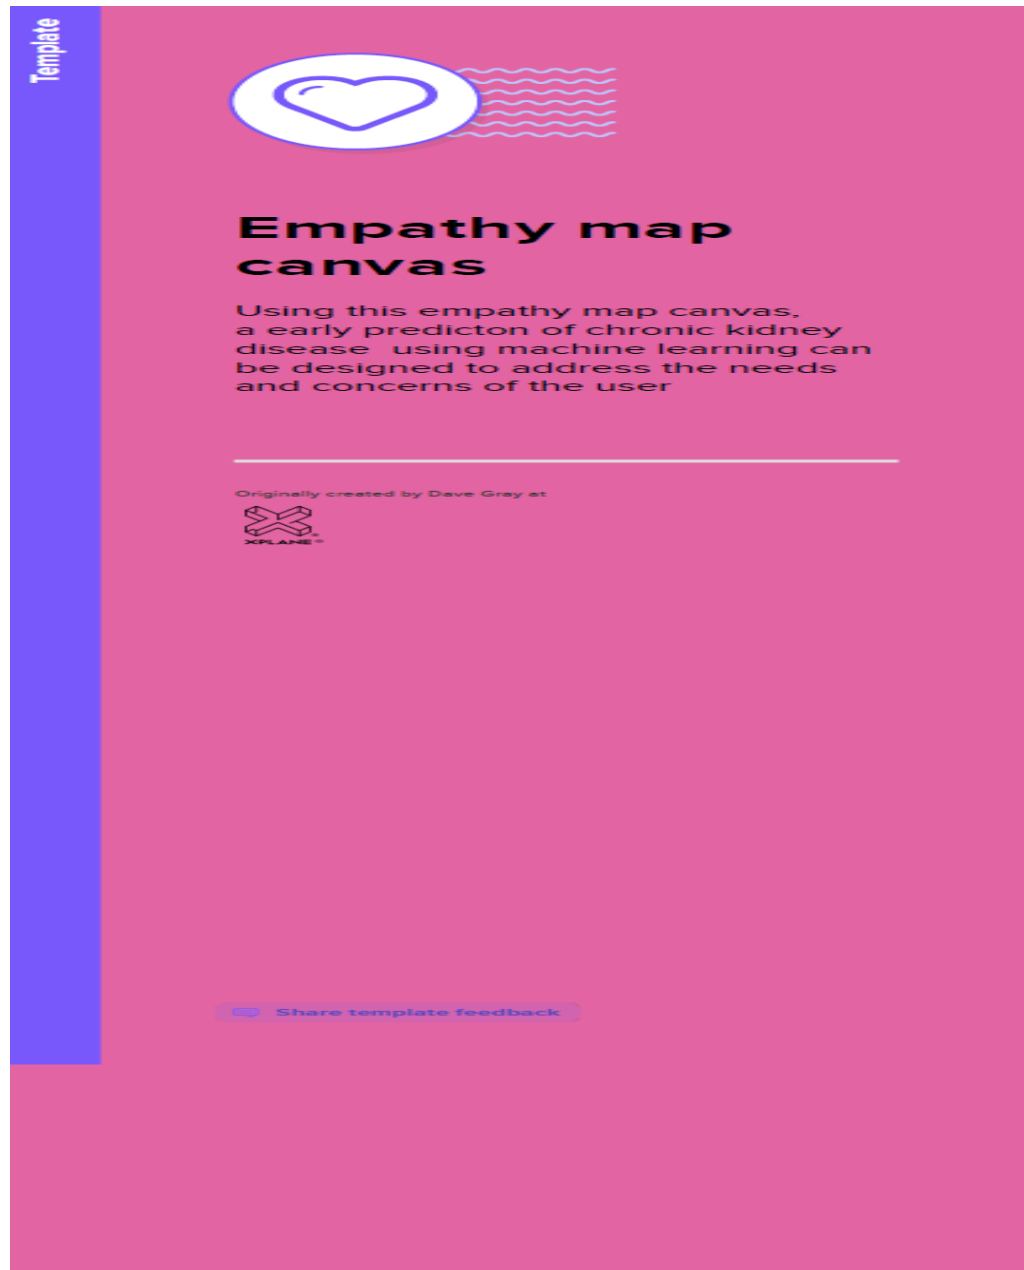 Template
Empathy map
canvas
Using this empathy map canvas,
a early predicton of chronic kidney
disease  using machine learning can
be designed to address the needs
and concerns of the user
Originally created by Dave Gray at
XPLANE®
Share template feedback